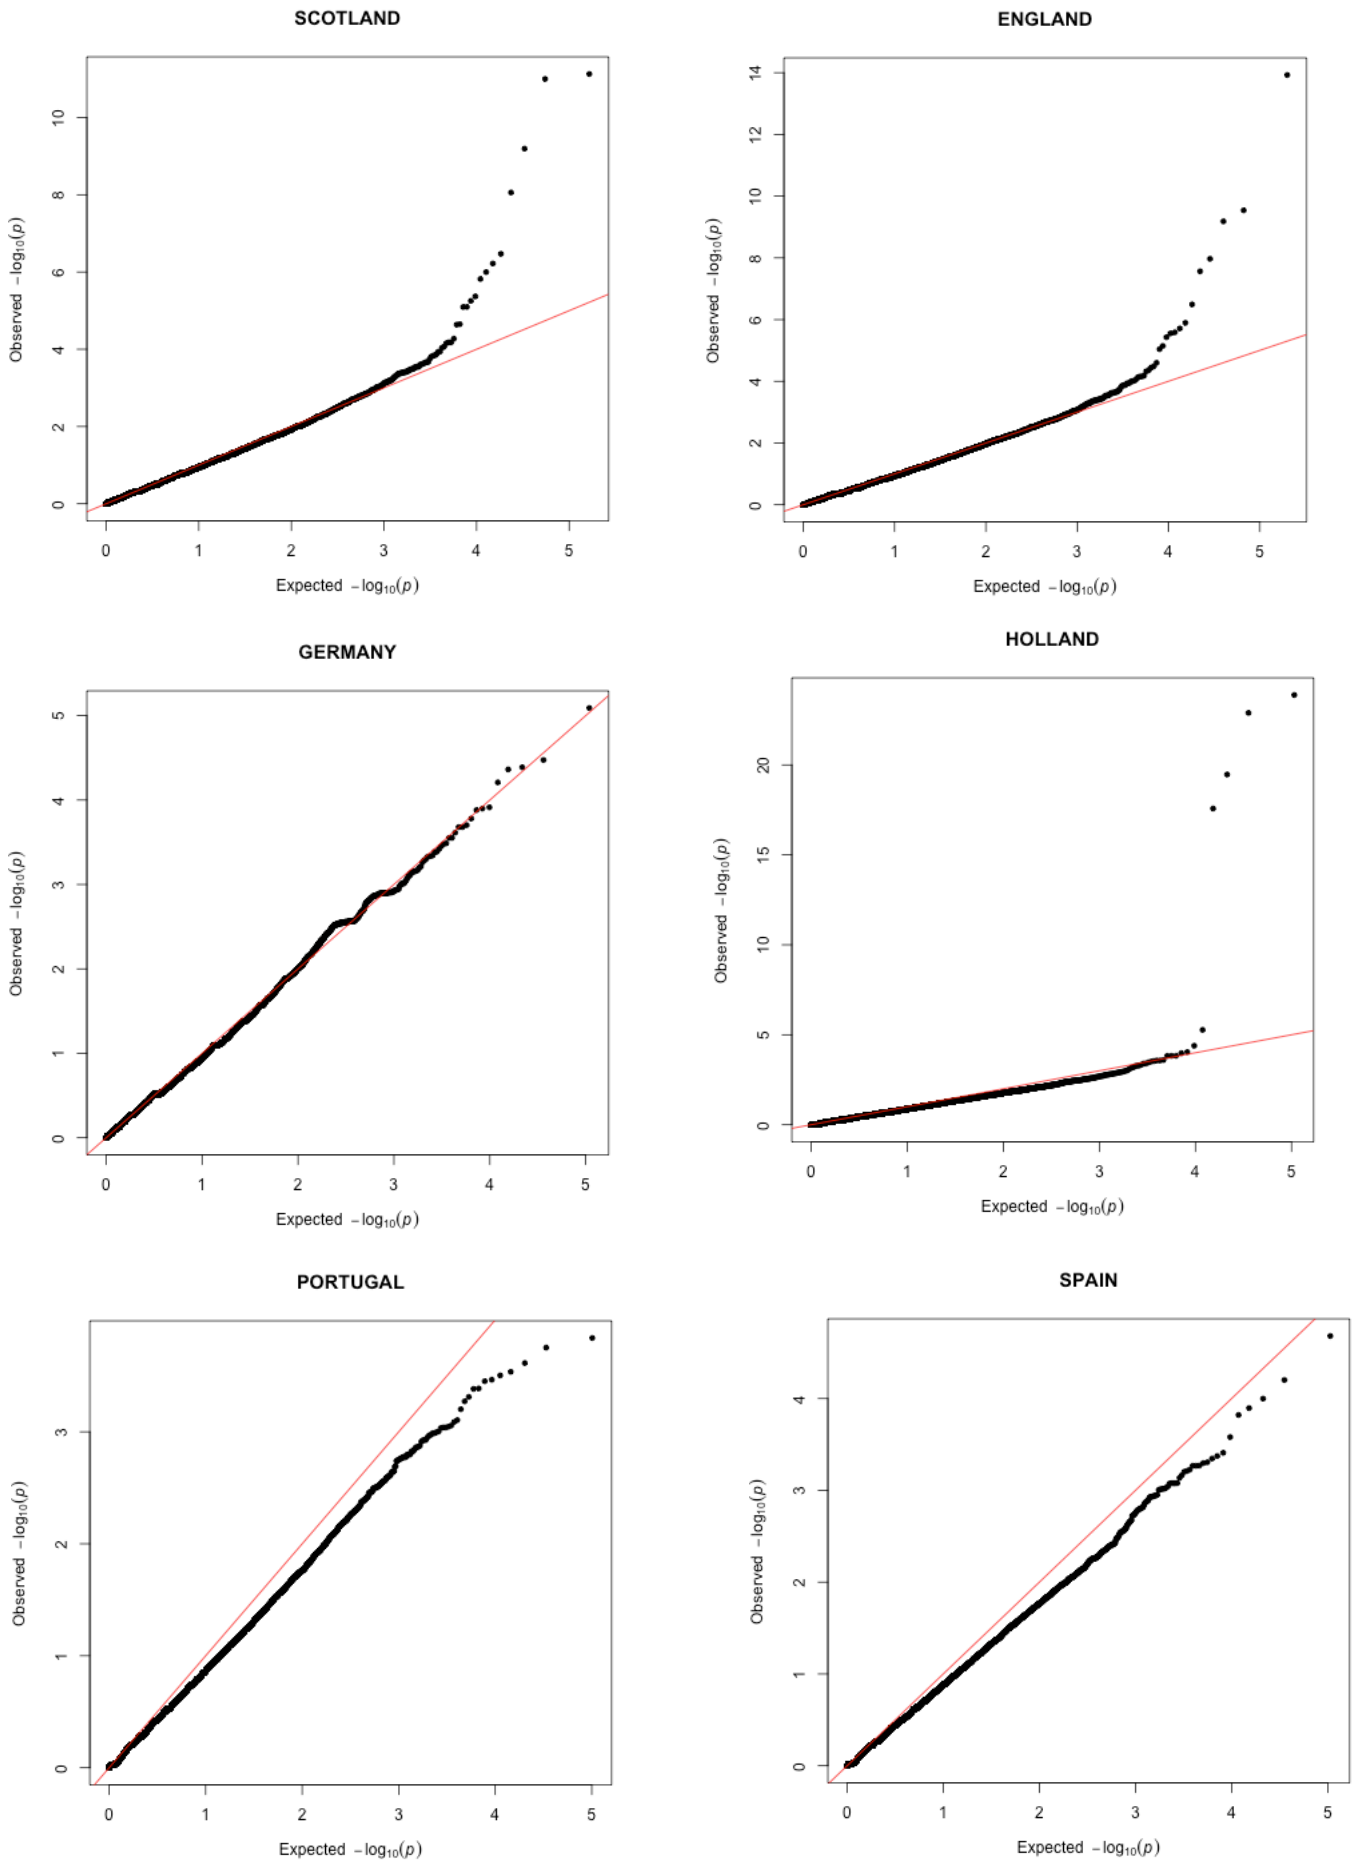 SCOTLAND
Observed −log₁₀(p)
0 2 4 6 8 10
0 1 2 3 4 5
Expected −log₁₀(p)
ENGLAND
Observed −log₁₀(p)
0 2 4 6 8 10 12 14
0 1 2 3 4 5
Expected −log₁₀(p)
GERMANY
Observed −log₁₀(p)
0 1 2 3 4 5
0 1 2 3 4 5
Expected −log₁₀(p)
HOLLAND
Observed −log₁₀(p)
0 5 10 15 20
0 1 2 3 4 5
Expected −log₁₀(p)
PORTUGAL
Observed −log₁₀(p)
0 1 2 3
0 1 2 3 4 5
Expected −log₁₀(p)
SPAIN
Observed −log₁₀(p)
0 1 2 3 4
0 1 2 3 4 5
Expected −log₁₀(p)